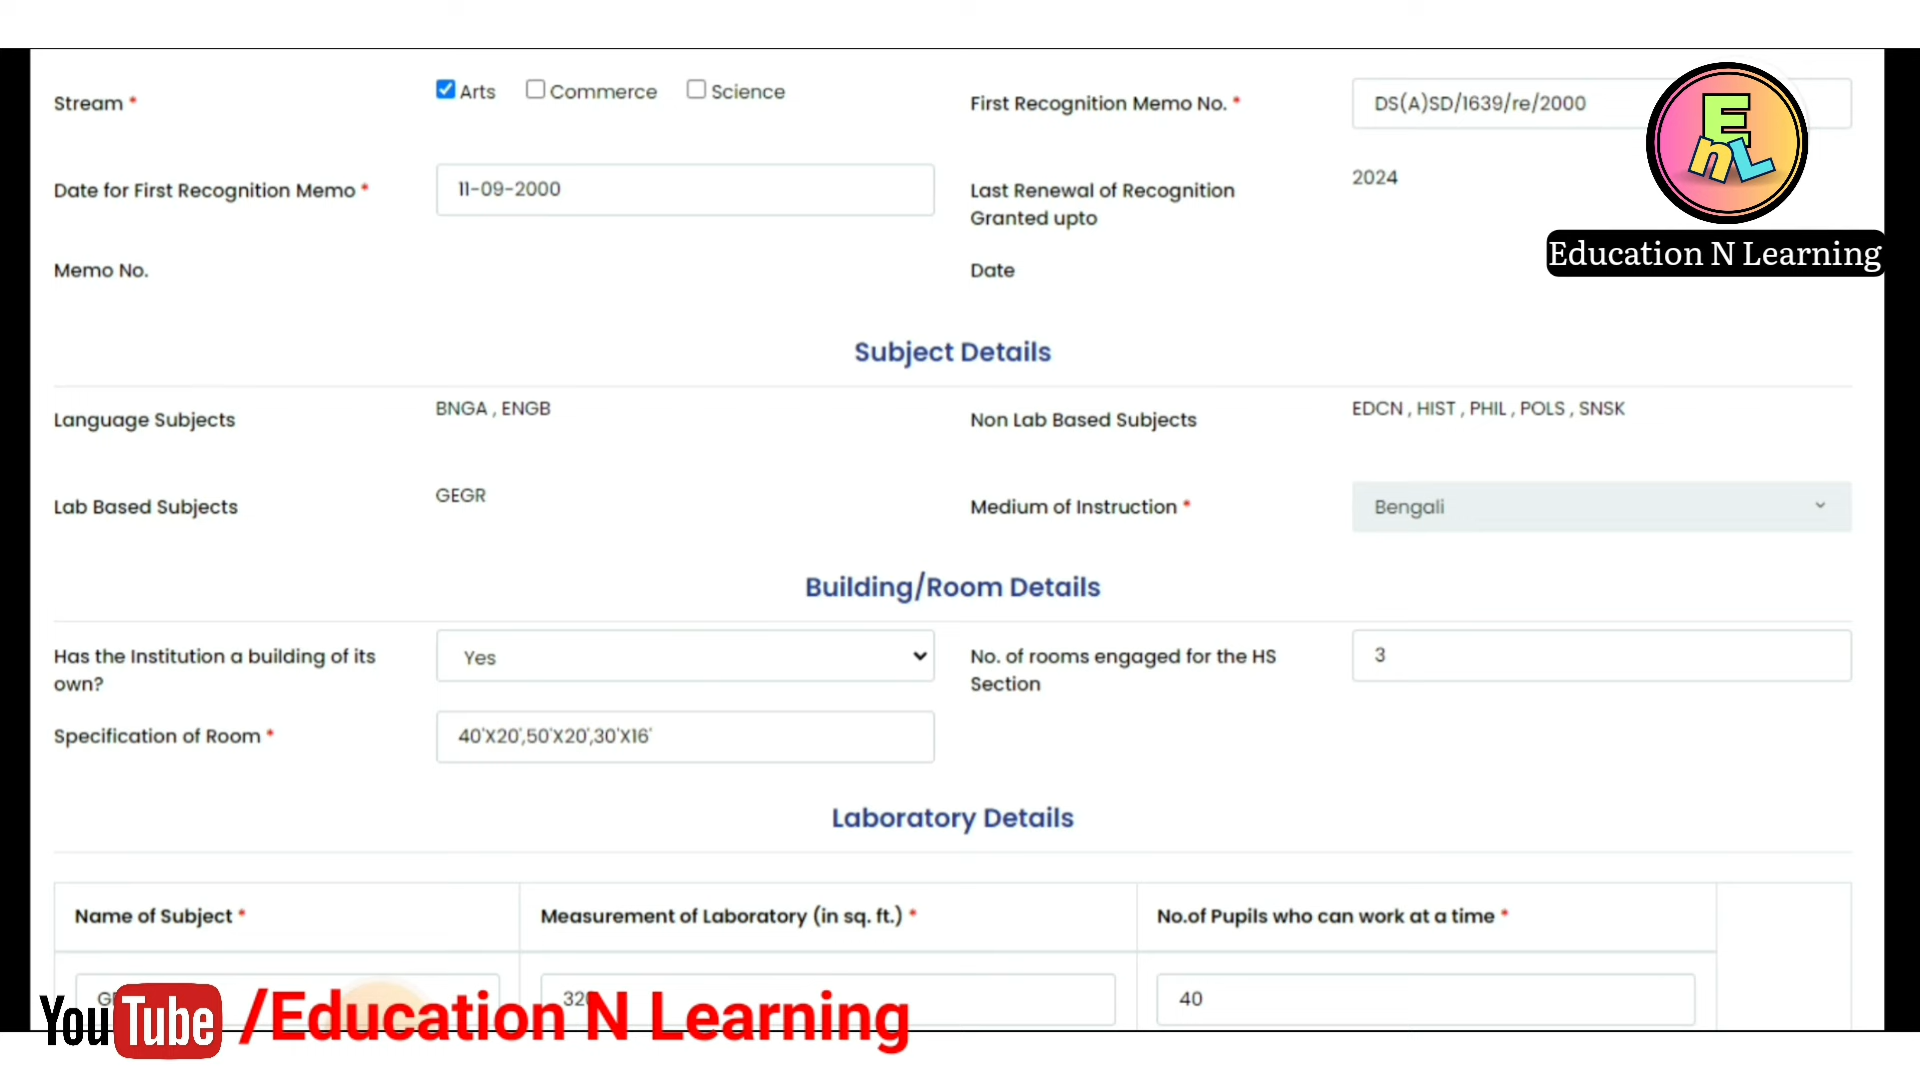 Stream *
Arts
Commerce
Science
First Recognition Memo No. *
DS(A)SD/1639/re/2000
Date for First Recognition Memo *
11-09-2000
Last Renewal of Recognition
Granted upto
2024
Memo No.
Date
EnL
Education N Learning
Subject Details
Language Subjects
BNGA , ENGB
Non Lab Based Subjects
EDCN , HIST , PHIL , POLS , SNSK
Lab Based Subjects
GEGR
Medium of Instruction *
Bengali
Building/Room Details
Has the Institution a building of its
own?
Yes
No. of rooms engaged for the HS
Section
3
Specification of Room *
40'X20',50'X20',30'X16'
Laboratory Details
Name of Subject *
Measurement of Laboratory (in sq. ft.) *
No.of Pupils who can work at a time *
40
YouTube /Education N Learning